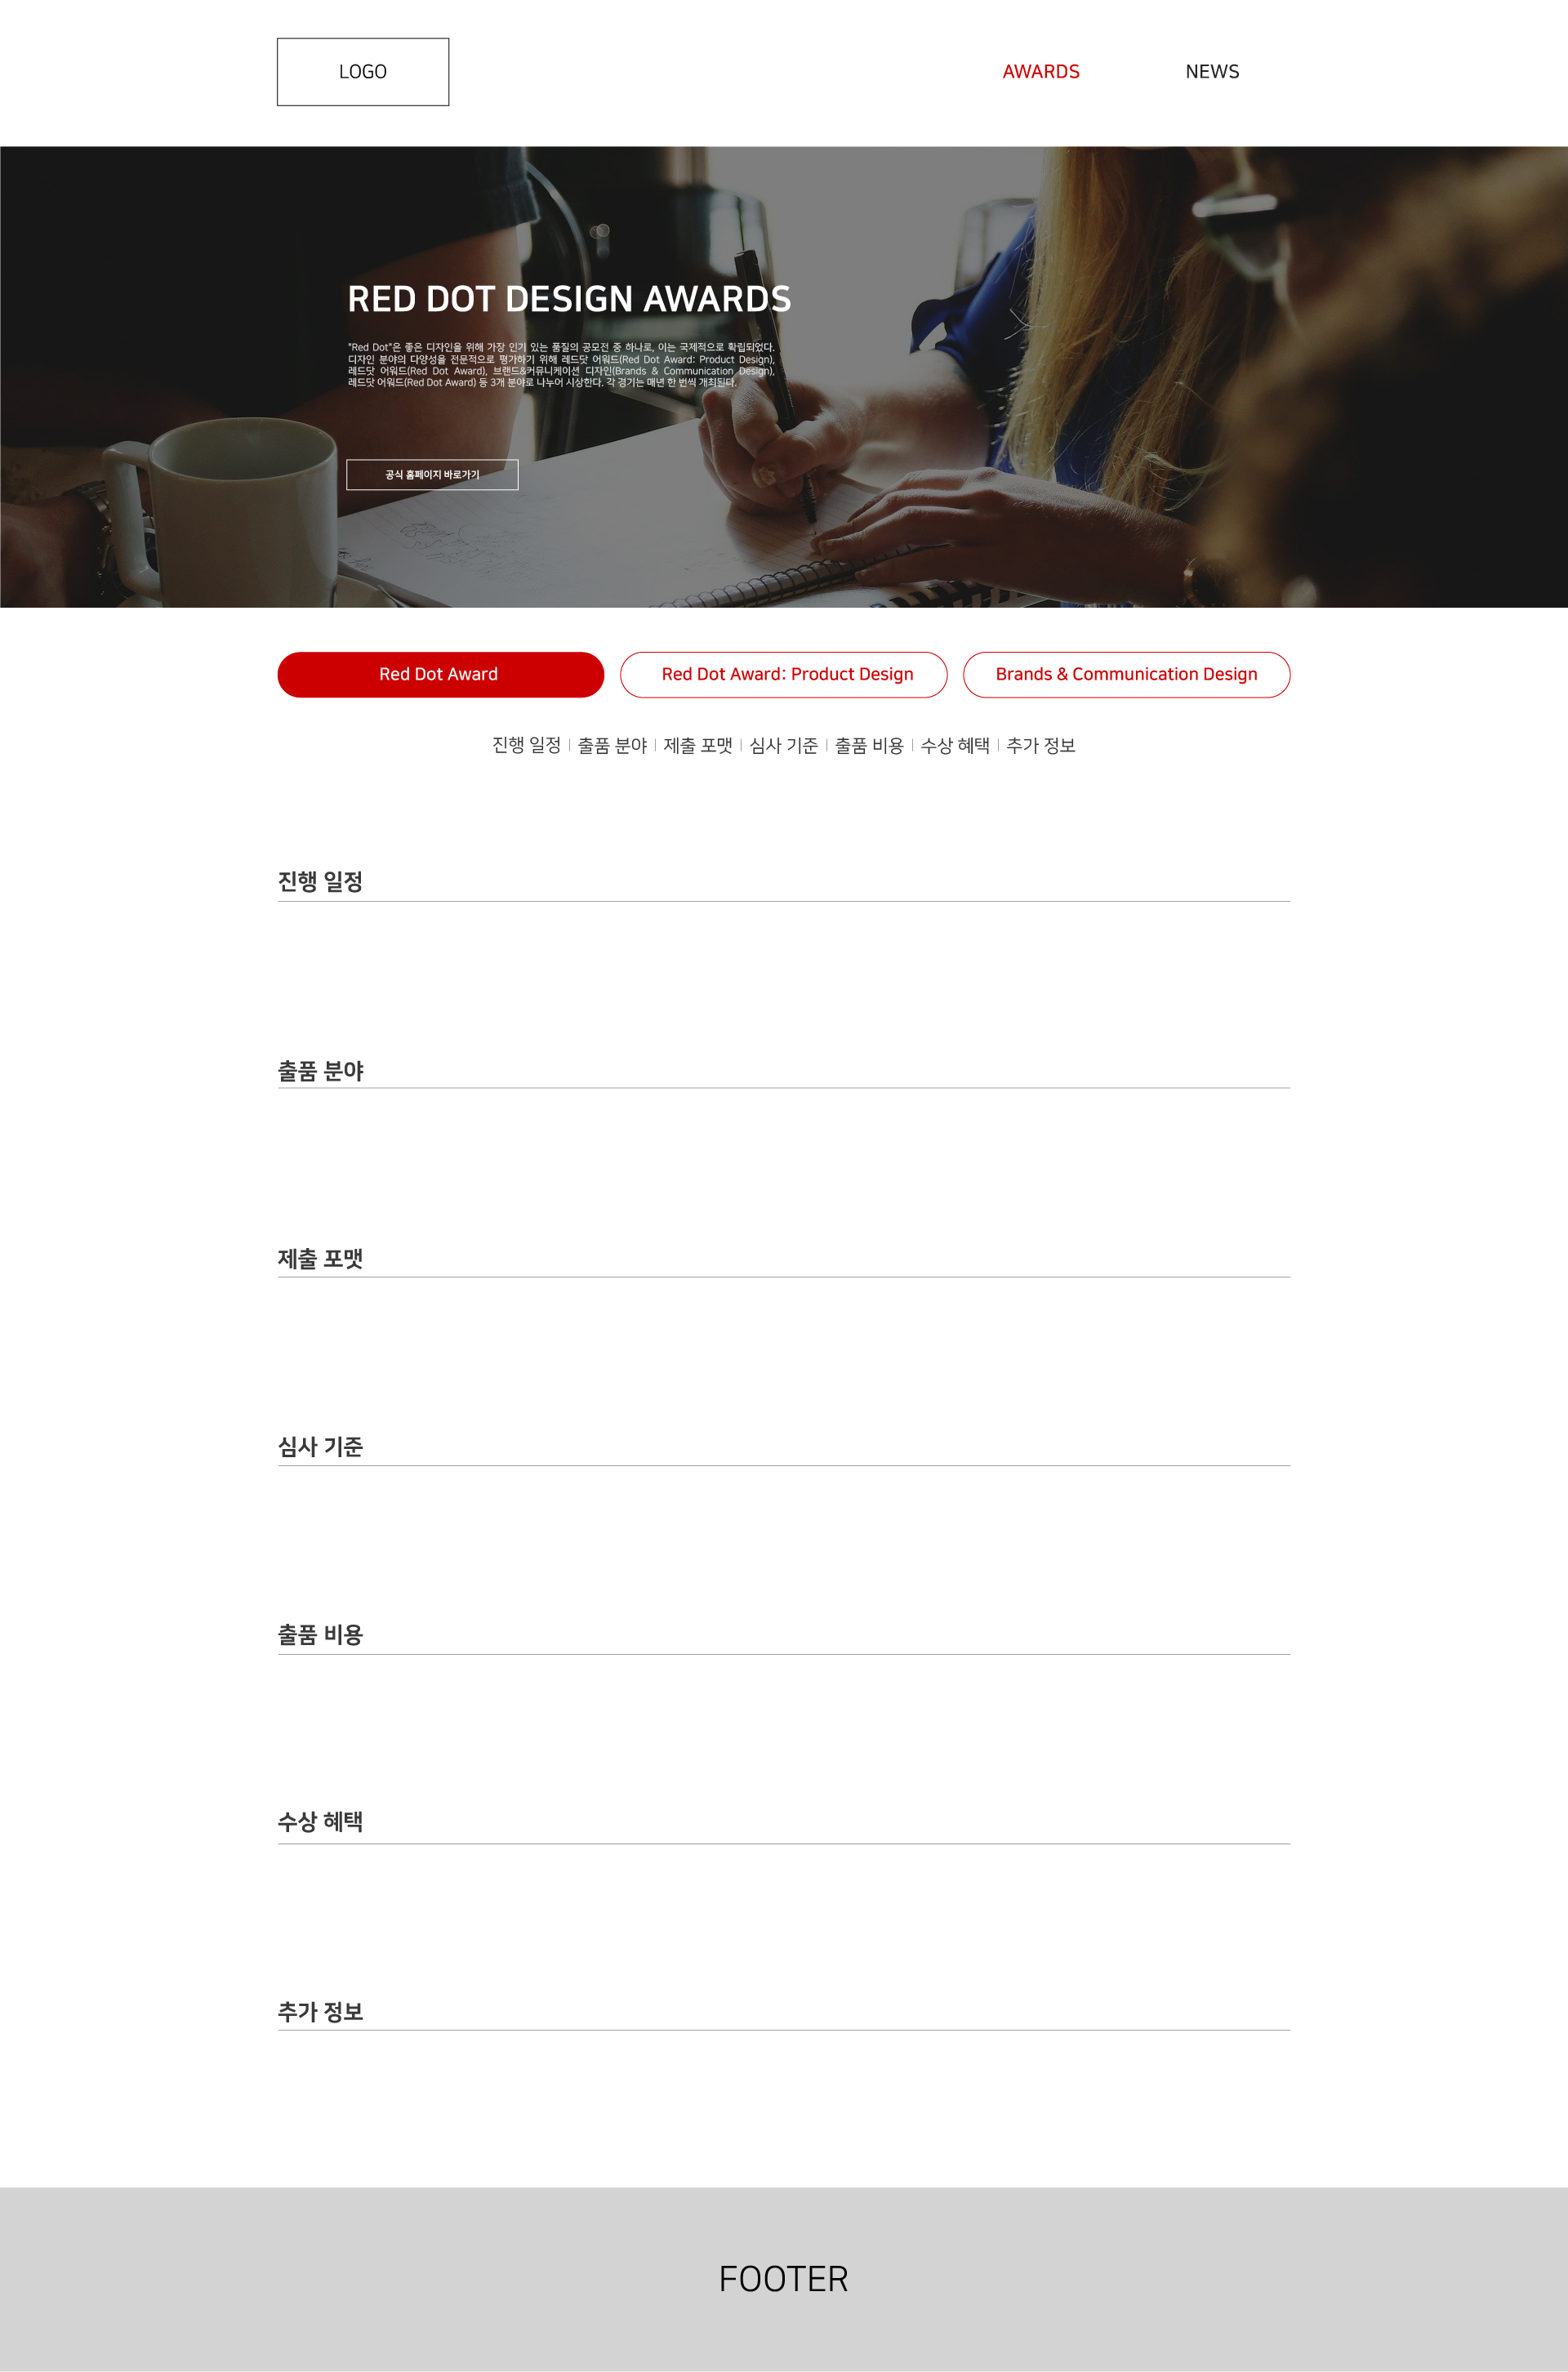 LOGO
AWARDS
NEWS
RED DOT DESIGN AWARDS
"Red Dot"은 좋은 디자인을 위해 가장 인기 있는 품질의 공모전 중 하나로, 이는 국제적으로 확립되었다.
디자인 분야의 다양성을 전문적으로 평가하기 위해 레드닷 어워드(Red Dot Award: Product Design),
레드닷 어워드(Red Dot Award), 브랜드&커뮤니케이션 디자인(Brands & Communication Design),
레드닷 어워드(Red Dot Award) 등 3개 분야로 나누어 시상한다. 각 경기는 매년 한 번씩 개최된다.
공식 홈페이지 바로가기
Red Dot Award
Red Dot Award: Product Design
Brands & Communication Design
진행 일정 | 출품 분야 | 제출 포맷 | 심사 기준 | 출품 비용 | 수상 혜택 | 추가 정보
진행 일정
출품 분야
제출 포맷
심사 기준
출품 비용
수상 혜택
추가 정보
FOOTER